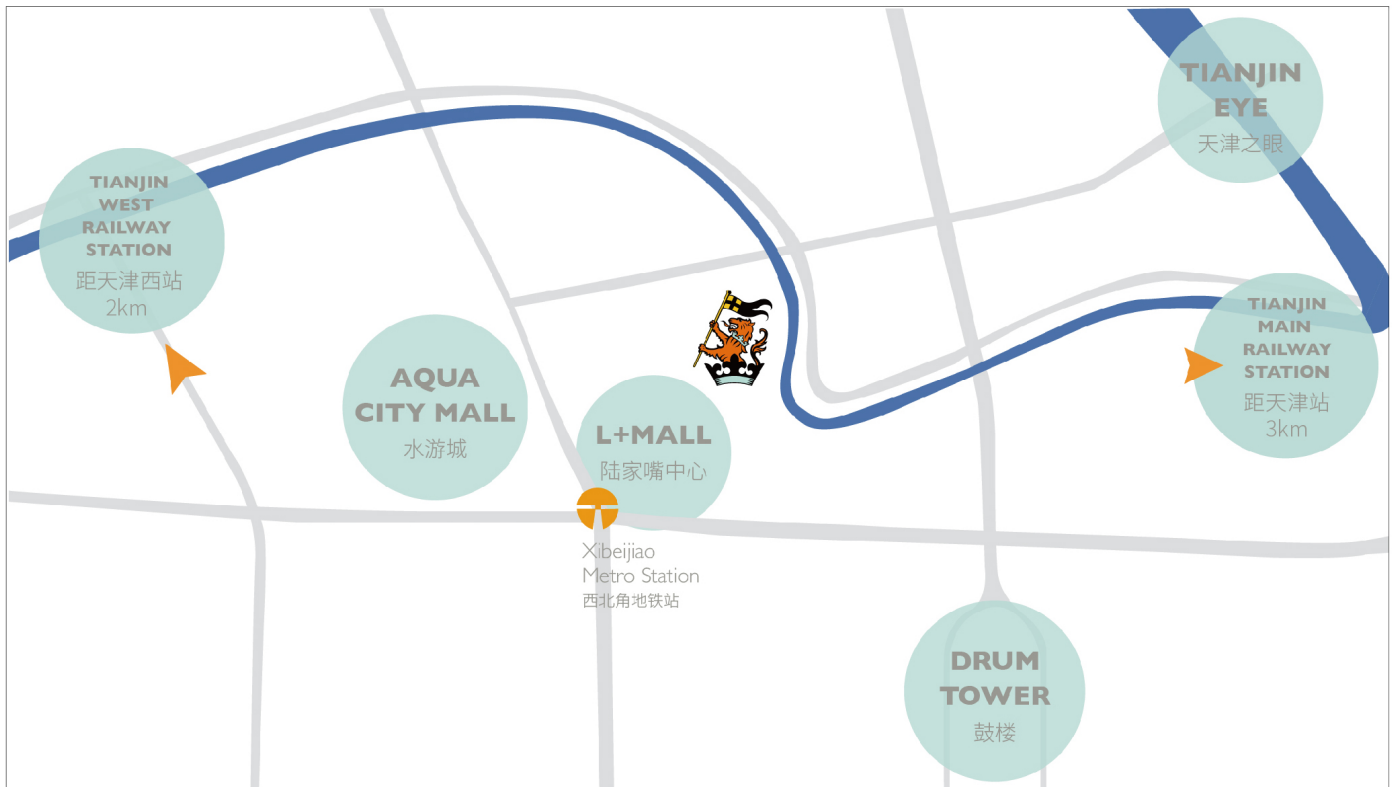 TIANJIN
EYE
天津之眼
TIANJIN
WEST
RAILWAY
STATION
距天津西站
2km
AQUA
CITY MALL
水游城
L+MALL
陆家嘴中心
TIANJIN
MAIN
RAILWAY
STATION
距天津站
3km
Xibeijiao
Metro Station
西北角地铁站
DRUM
TOWER
鼓楼